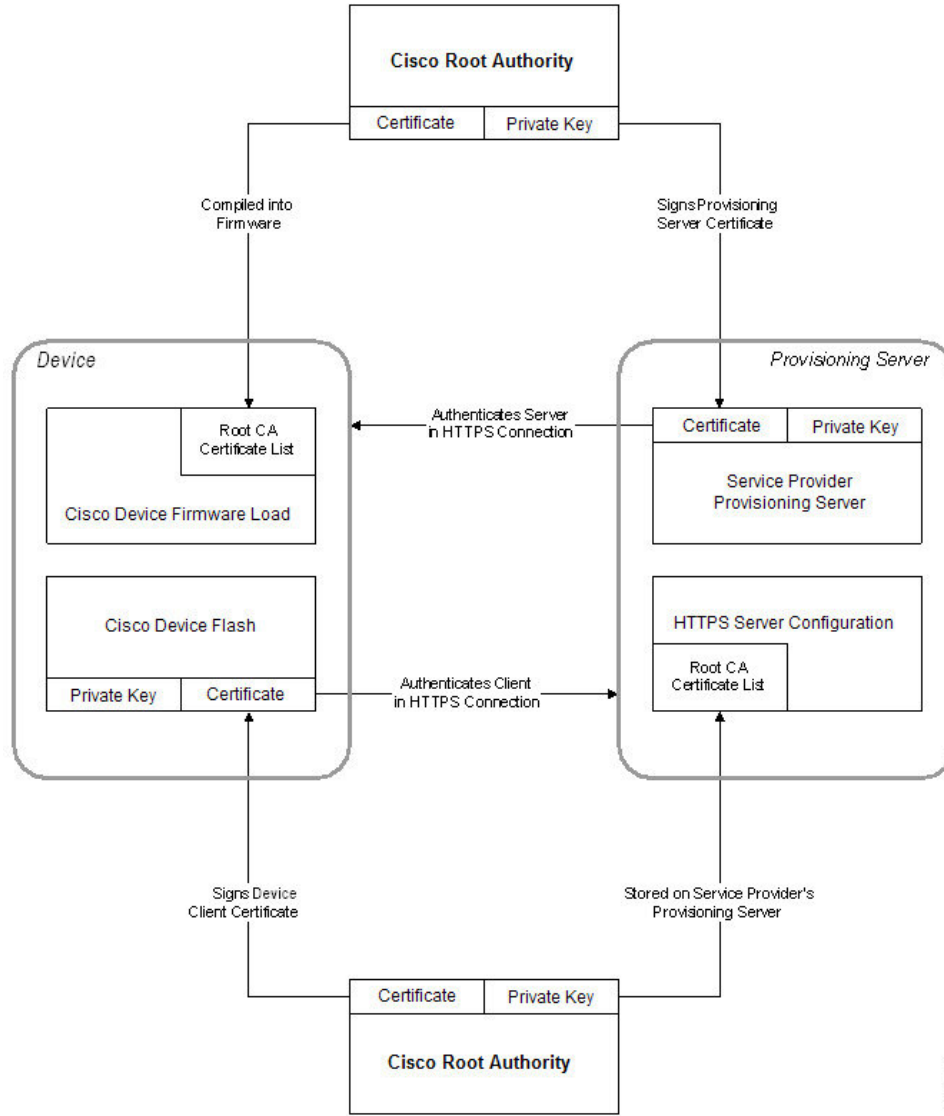 Cisco Root Authority
Certificate
Private Key
Compiled into
Firmware
Signs Provisioning
Server Certificate
Device
Provisioning Server
Root CA
Certificate List
Cisco Device Firmware Load
Authenticates Server
in HTTPS Connection
Certificate
Private Key
Service Provider
Provisioning Server
Cisco Device Flash
Private Key
Certificate
Authenticates Client
in HTTPS Connection
HTTPS Server Configuration
Root CA
Certificate List
Signs Device
Client Certificate
Stored on Service Provider's
Provisioning Server
Certificate
Private Key
Cisco Root Authority